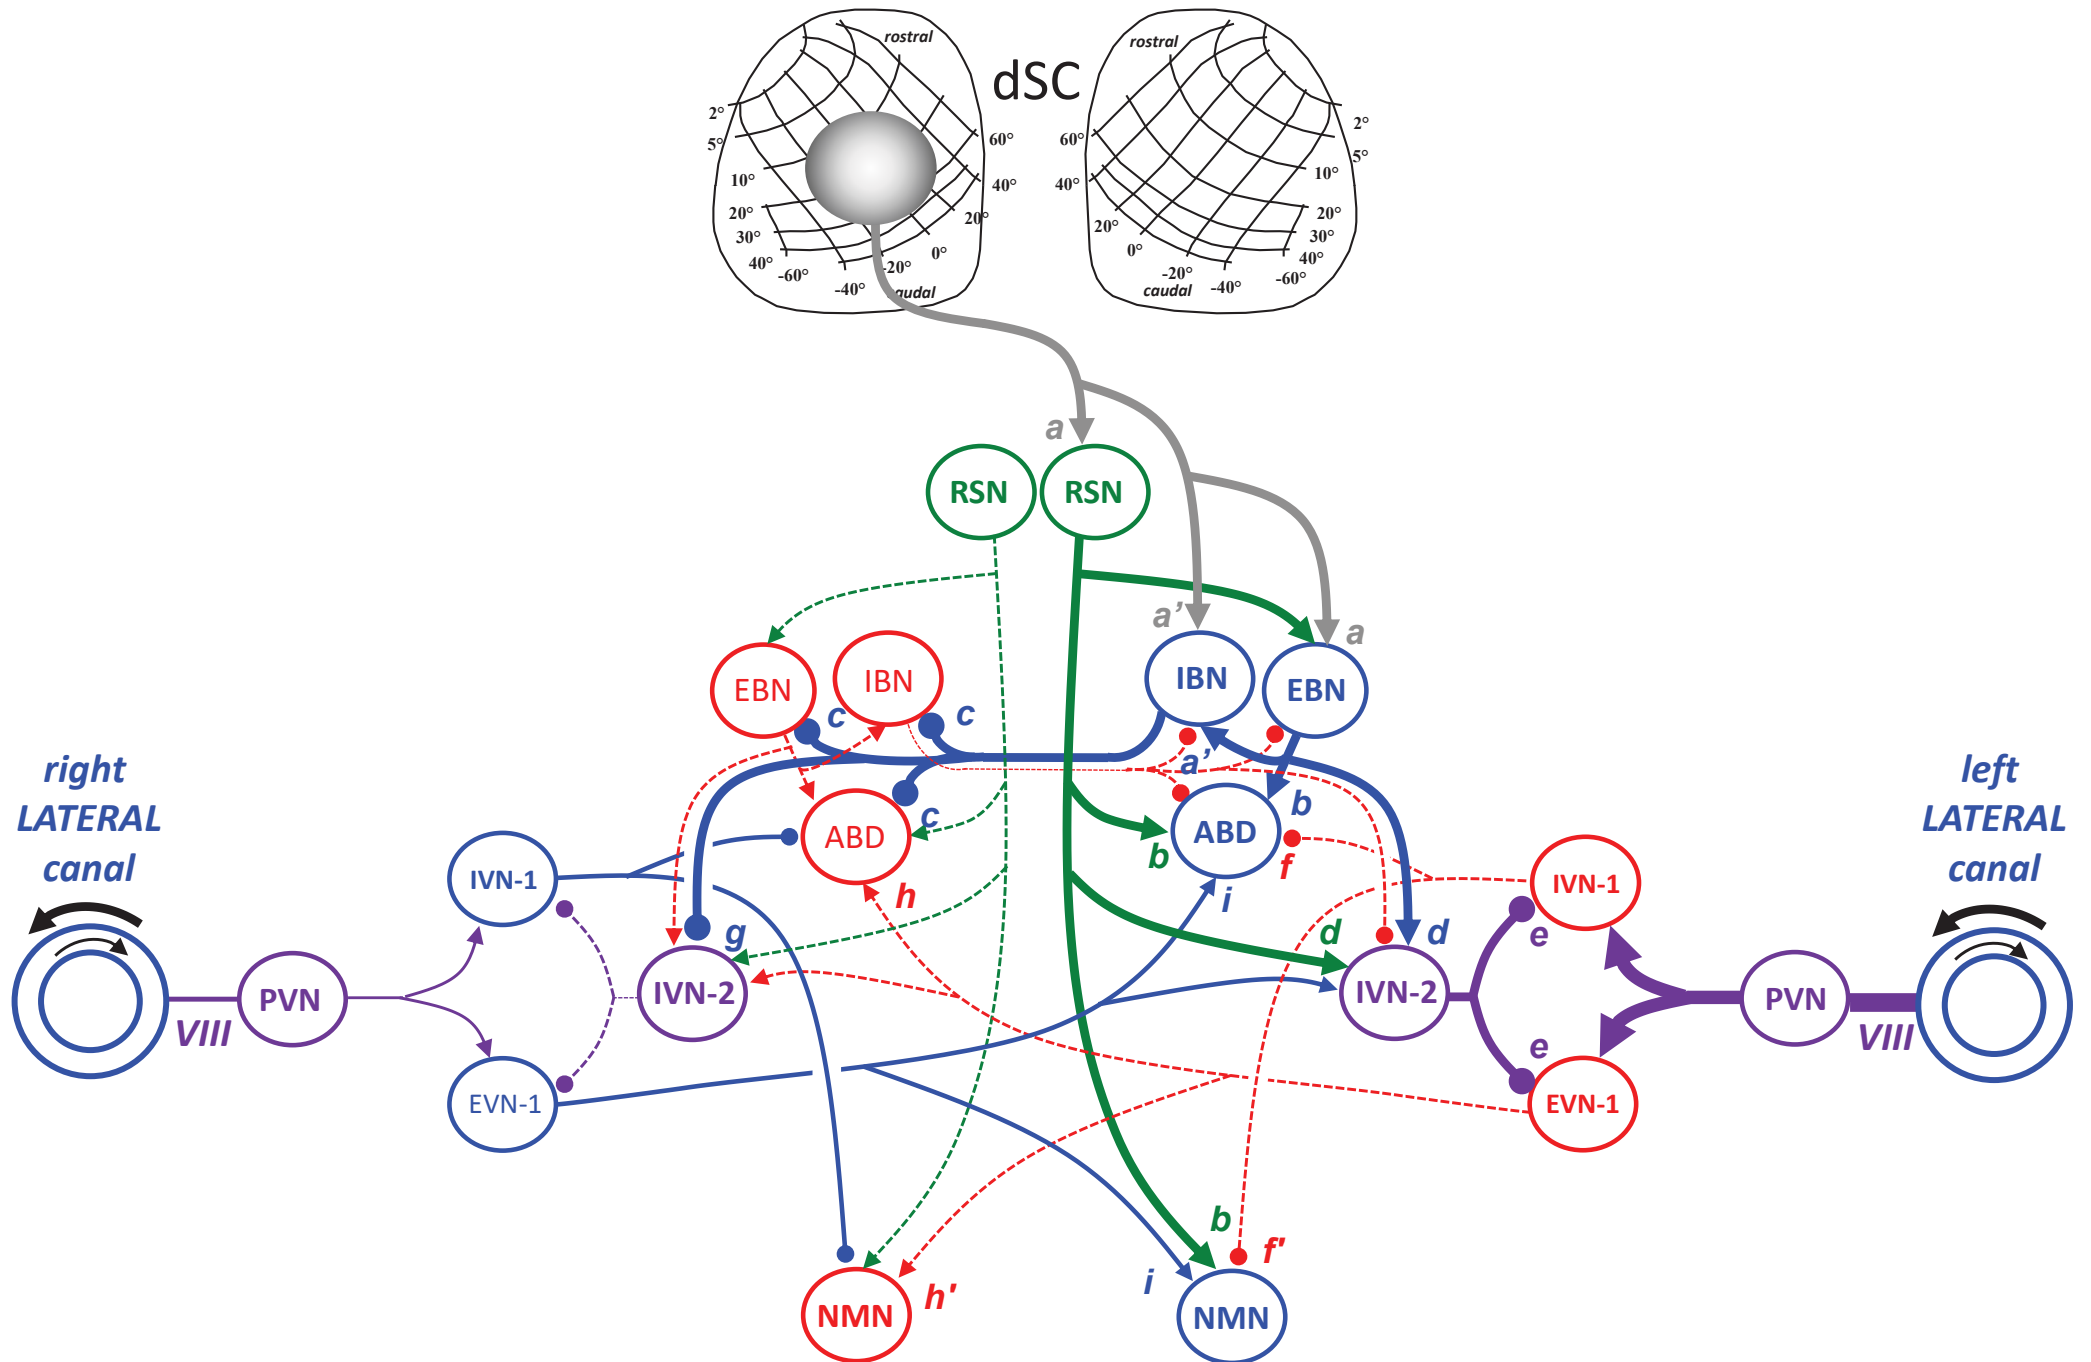 rostral
rostral
dSC
2°
5°
10°
20°
30°
40°
-60°
-40°
-20°
0°
20°
40°
60°
caudal
60°
40°
20°
0°
-20°
-40°
-60°
40°
30°
20°
10°
5°
2°
caudal
a
RSN
RSN
a'
a
EBN
IBN
IBN
EBN
c
c
a'
b
c
ABD
ABD
b
f
h
i
g
d
d
right
LATERAL
canal
left
LATERAL
canal
IVN-1
IVN-1
e
PVN
VIII
IVN-2
IVN-2
PVN
VIII
e
EVN-1
EVN-1
b
f'
i
h'
NMN
NMN